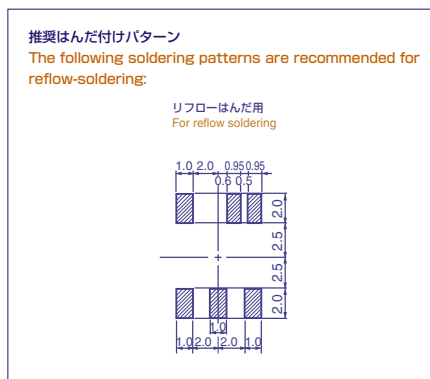 推奨はんだ付けパターン
The following soldering patterns are recommended for
reflow-soldering:
リフローはんだ用
For reflow soldering
1.0 2.0 0.95 0.95
0.6 0.5
2.0
2.5
2.5
2.0
1.0
1.0 2.0 2.0 1.0